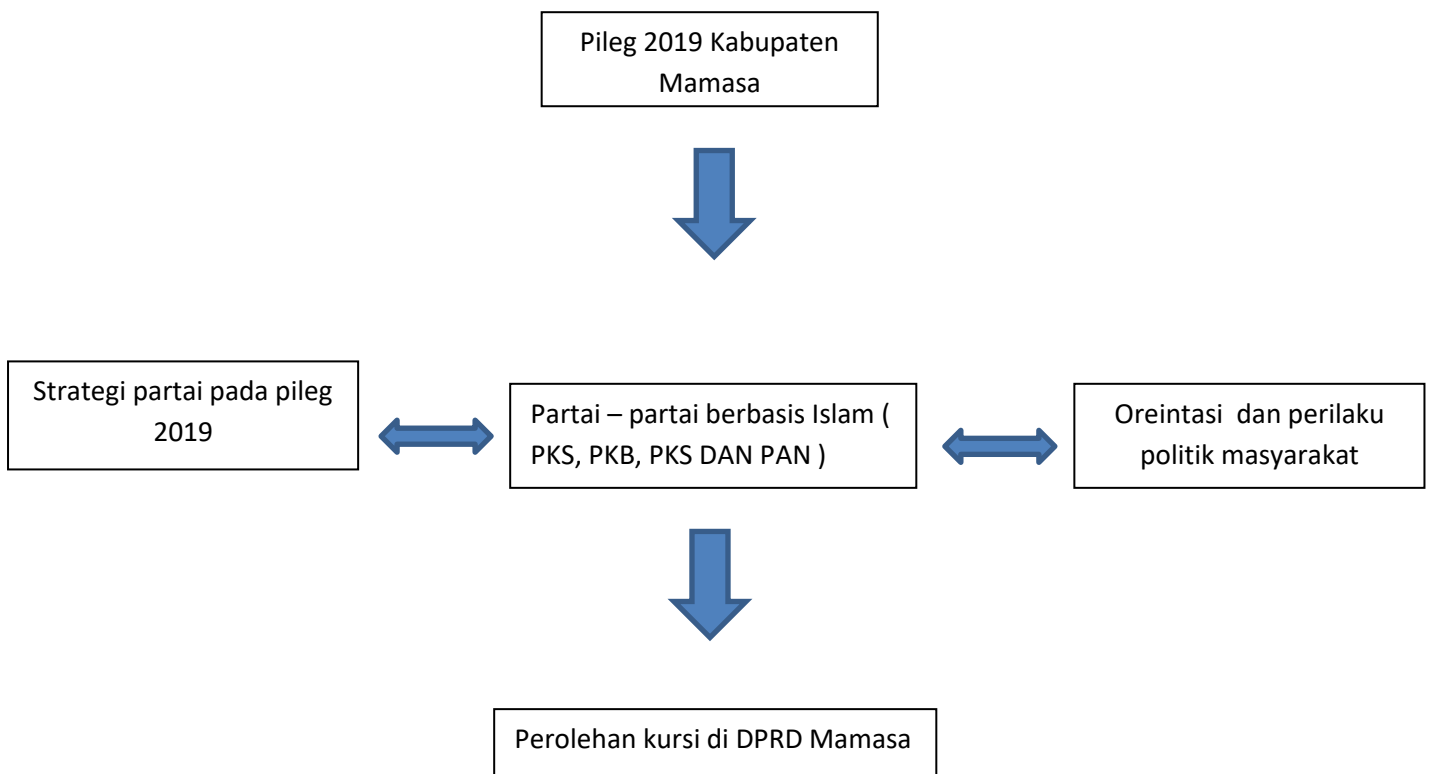 Pileg 2019 Kabupaten
Mamasa
Strategi partai pada pileg
2019
Partai – partai berbasis Islam (
PKS, PKB, PKS DAN PAN )
Oreintasi dan perilaku
politik masyarakat
Perolehan kursi di DPRD Mamasa